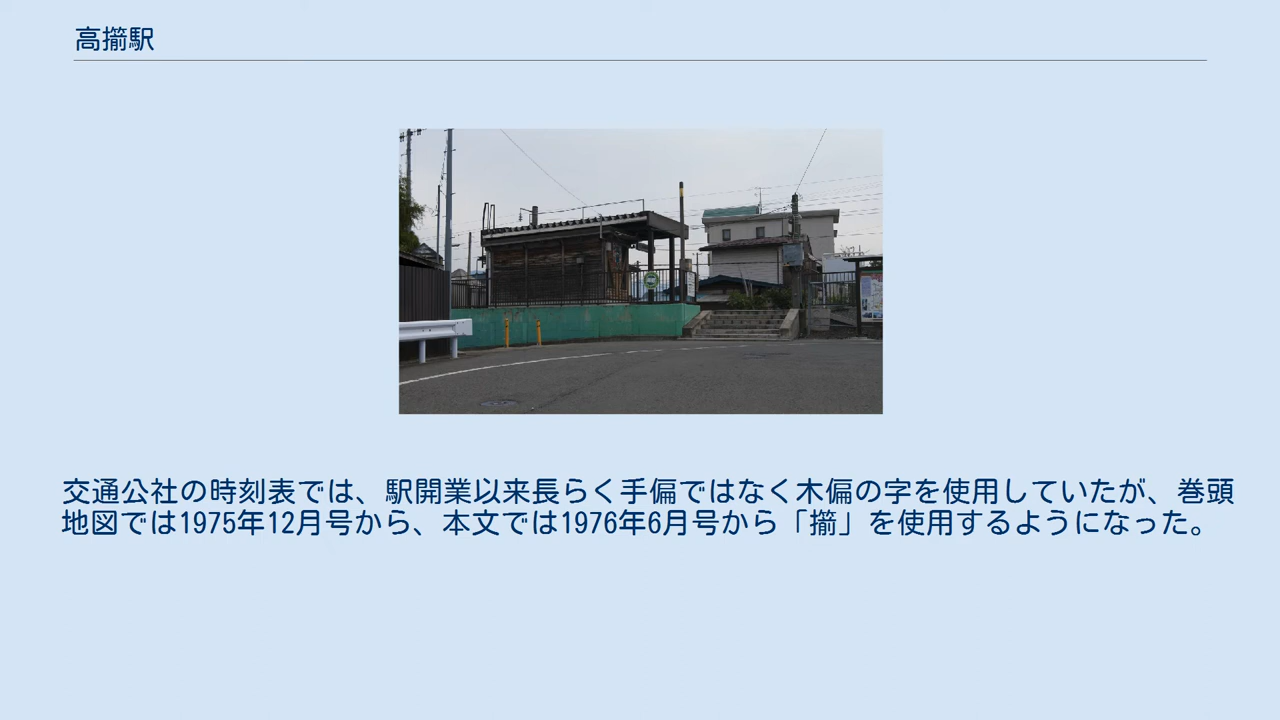 高擶駅
交通公社の時刻表では、駅開業以来長らく手偏ではなく木偏の字を使用していたが、巻頭
地図では1975年12月号から、本文では1976年6月号から「擶」を使用するようになった。